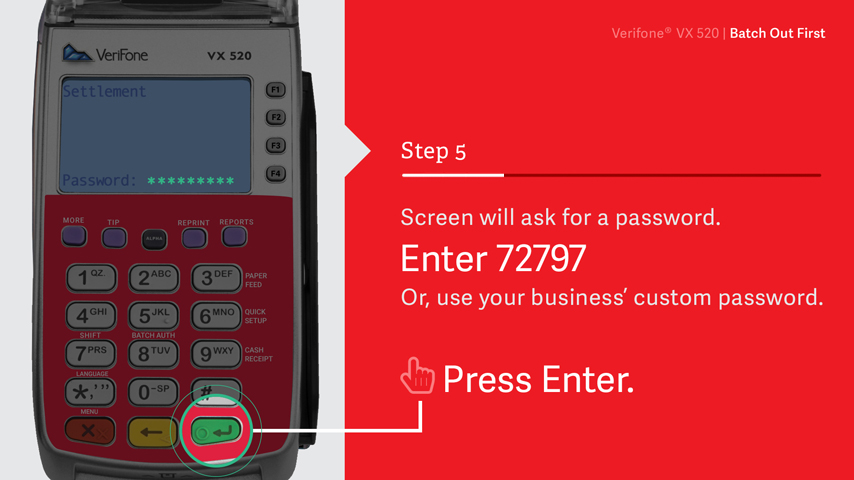 VeriFone VX 520
Settlement
Password: *********
F1
F2
F3
F4
MORE TIP ALPHA REPRINT REPORTS
1 QZ. 2 ABC 3 DEF PAPER FEED
4 GHI 5 JKL 6 MNO QUICK SETUP
SHIFT BATCH AUTH
7 PRS 8 TUV 9 WXY CASH RECEIPT
LANGUAGE
*,'" 0 -SP #
MENU
Verifone® VX 520 | Batch Out First
Step 5
Screen will ask for a password.
Enter 72797
Or, use your business' custom password.
Press Enter.